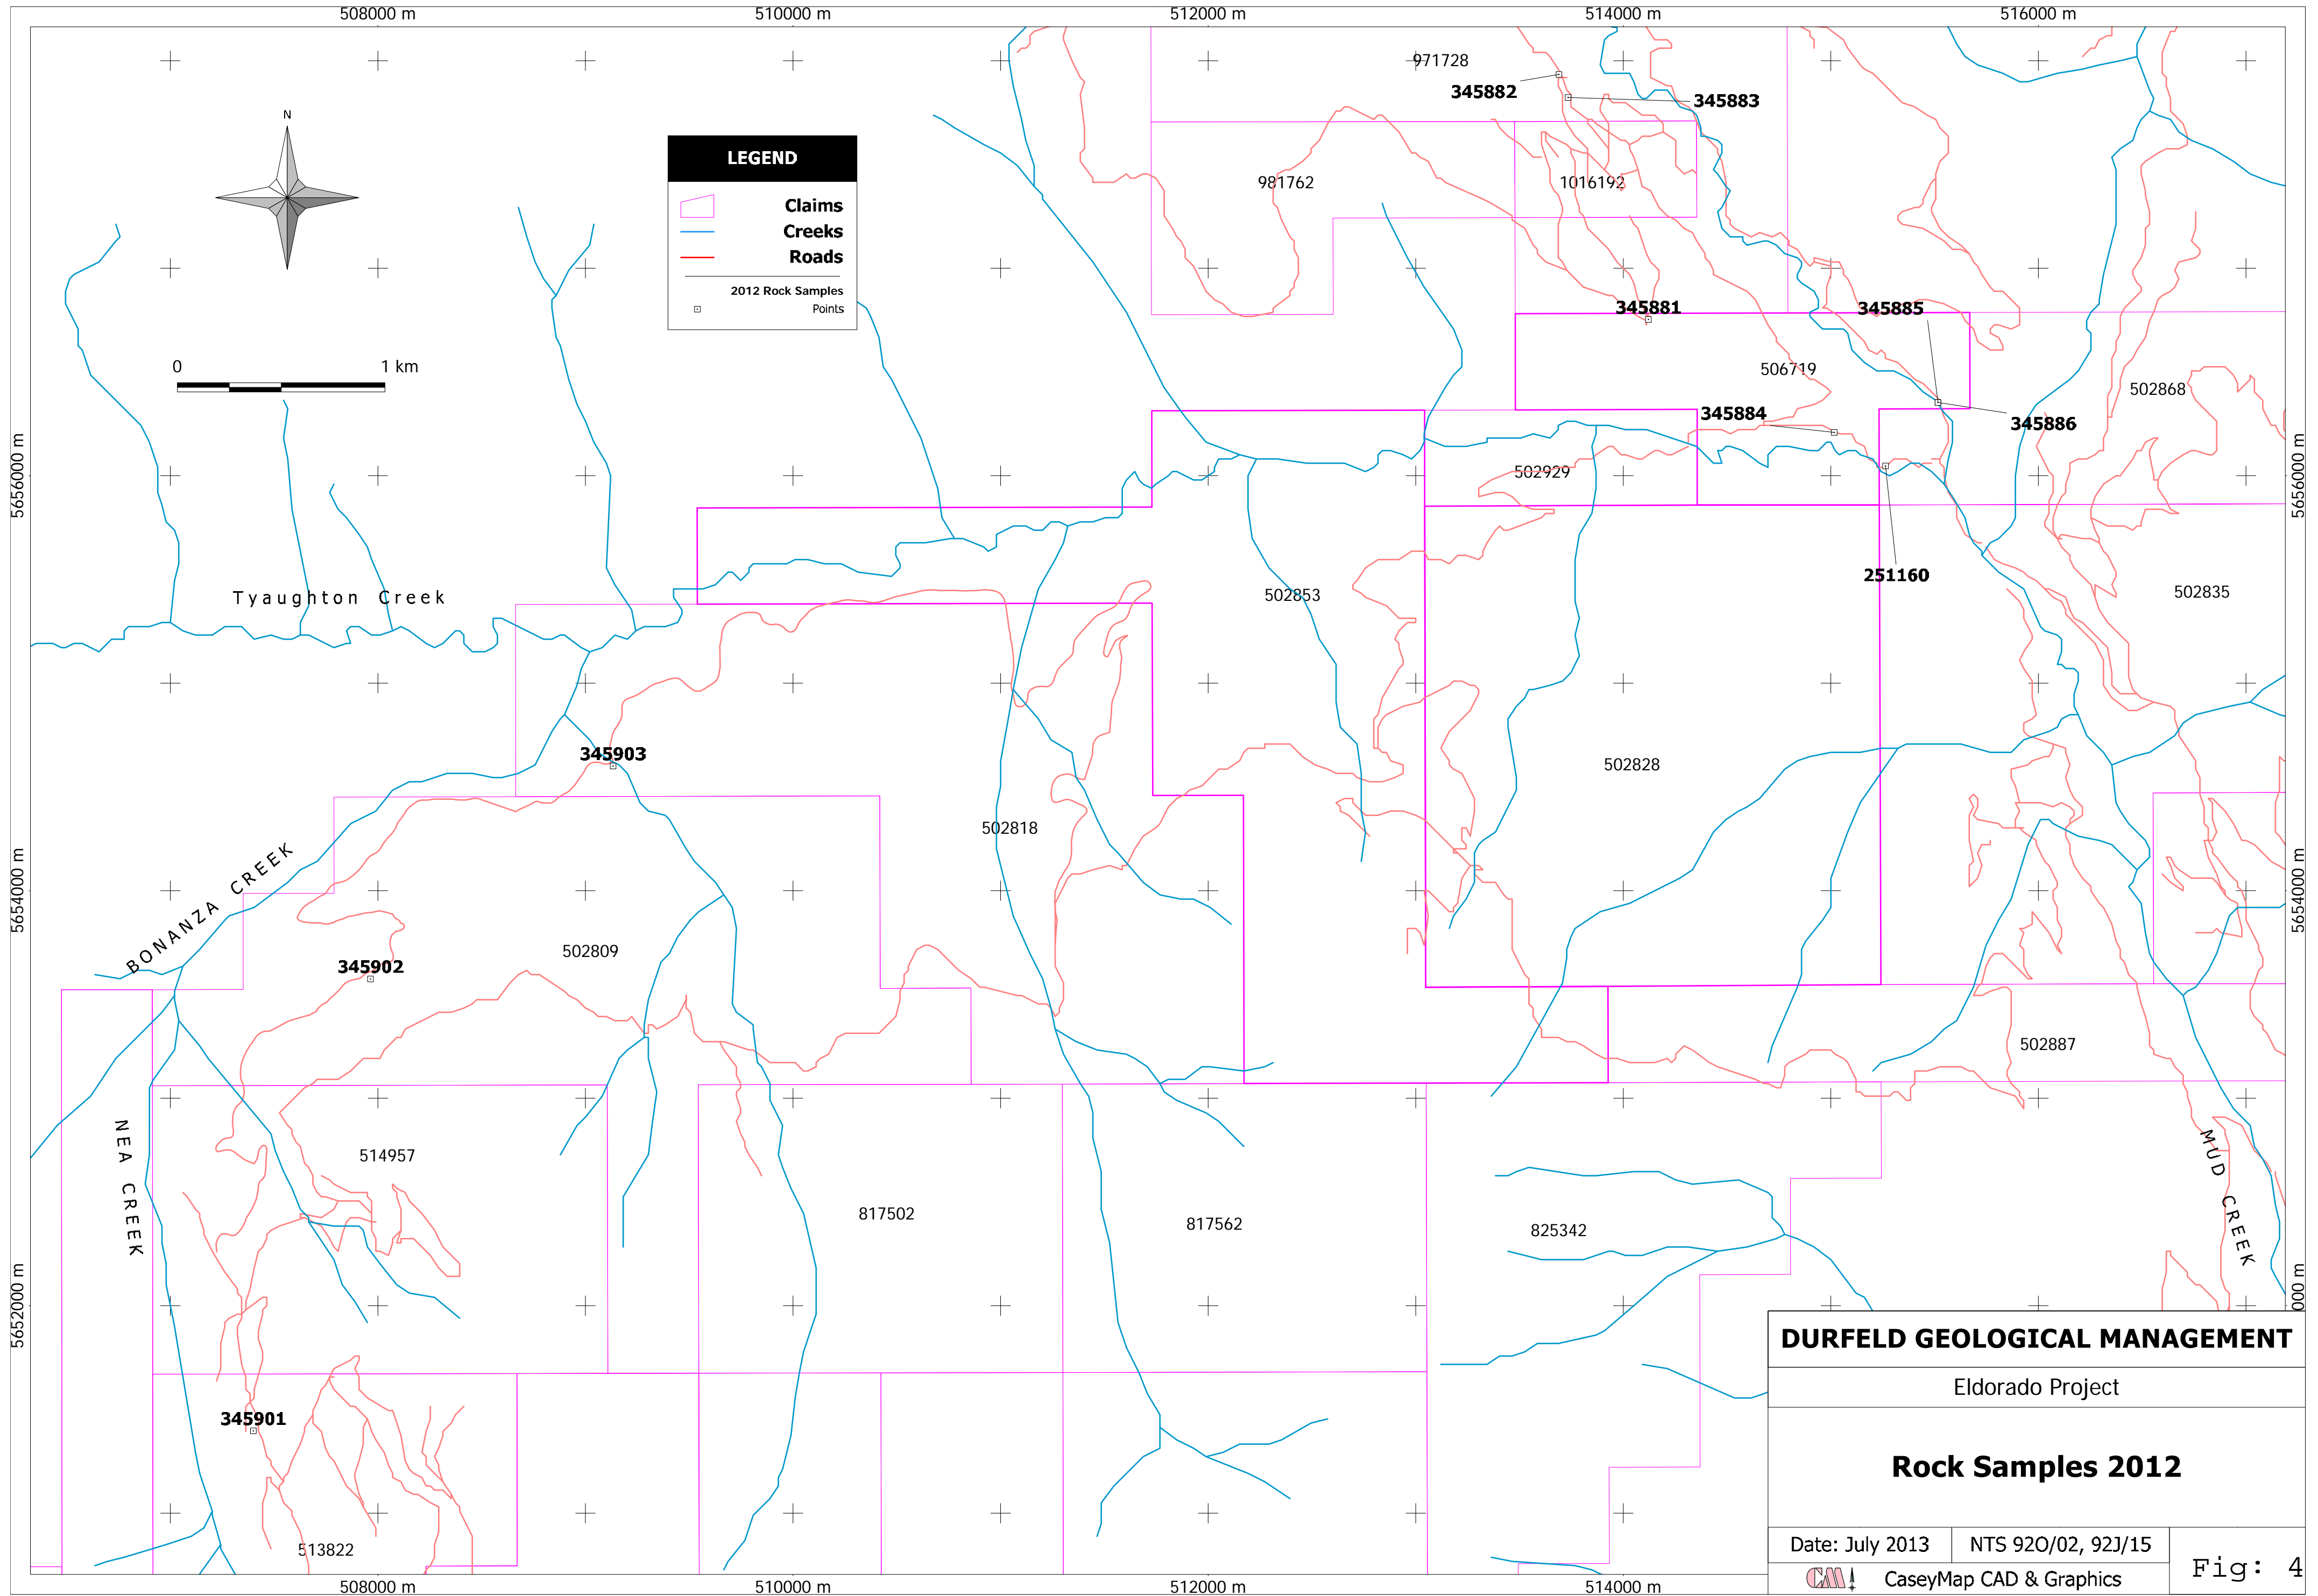 508000 m
510000 m
512000 m
514000 m
516000 m
971728
345882
345883
N
LEGEND
Claims
Creeks
Roads
2012 Rock Samples
Points
981762
1016192
345881
345885
0
1 km
506719
502868
345884
345886
5656000 m
5656000 m
502929
251160
Tyaughton Creek
502853
502835
345903
502828
502818
5654000 m
5654000 m
BONANZA CREEK
502809
345902
502887
NEA CREEK
514957
MUD CREEK
817502
817562
825342
5652000 m
000 m
DURFELD GEOLOGICAL MANAGEMENT
Eldorado Project
345901
Rock Samples 2012
513822
Date: July 2013
NTS 92O/02, 92J/15
CMM
CaseyMap CAD & Graphics
Fig: 4
508000 m
510000 m
512000 m
514000 m